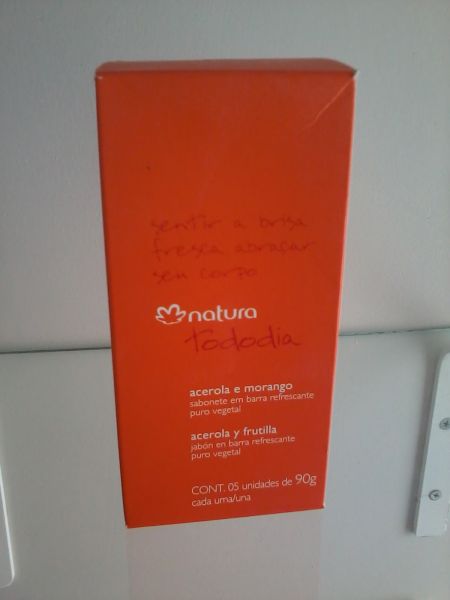 sentir a brisa
fresca abraçar
seu corpo
natura
tododia
acerola e morango
sabonete em barra refrescante
puro vegetal
acerola y frutilla
jabón en barra refrescante
puro vegetal
CONT. 05 unidades de 90g
cada uma/una